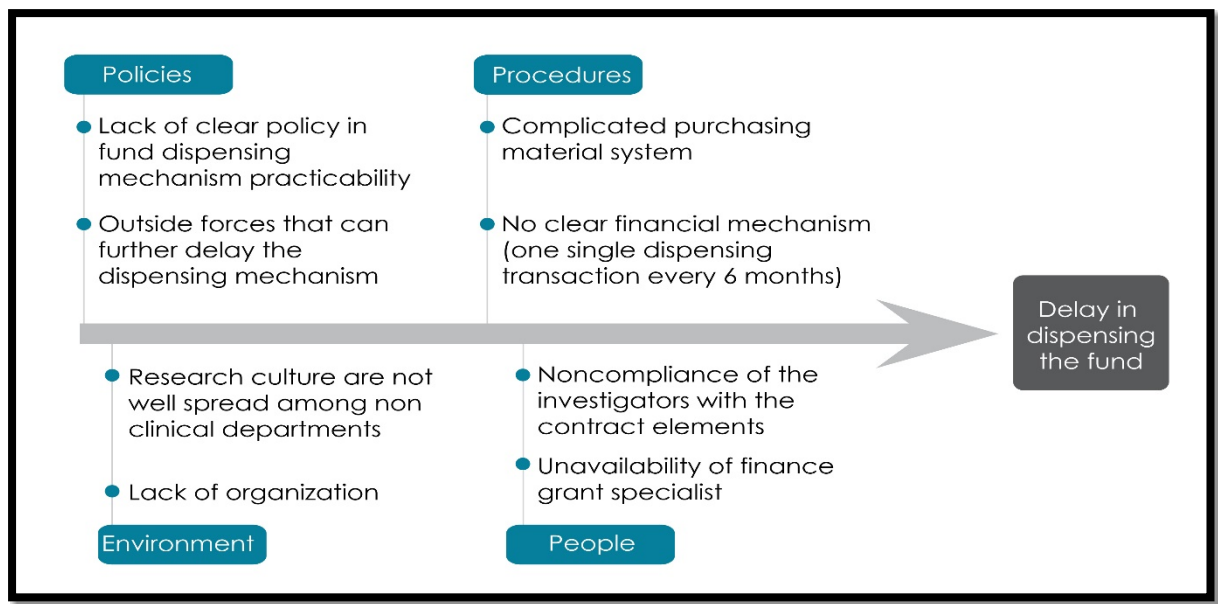 Policies
Lack of clear policy in
fund dispensing
mechanism practicability
Outside forces that can
further delay the
dispensing mechanism
Procedures
Complicated purchasing
material system
No clear financial mechanism
(one single dispensing
transaction every 6 months)
Delay in
dispensing
the fund
Research culture are not
well spread among non
clinical departments
Lack of organization
Environment
Noncompliance of the
investigators with the
contract elements
Unavailability of finance
grant specialist
People